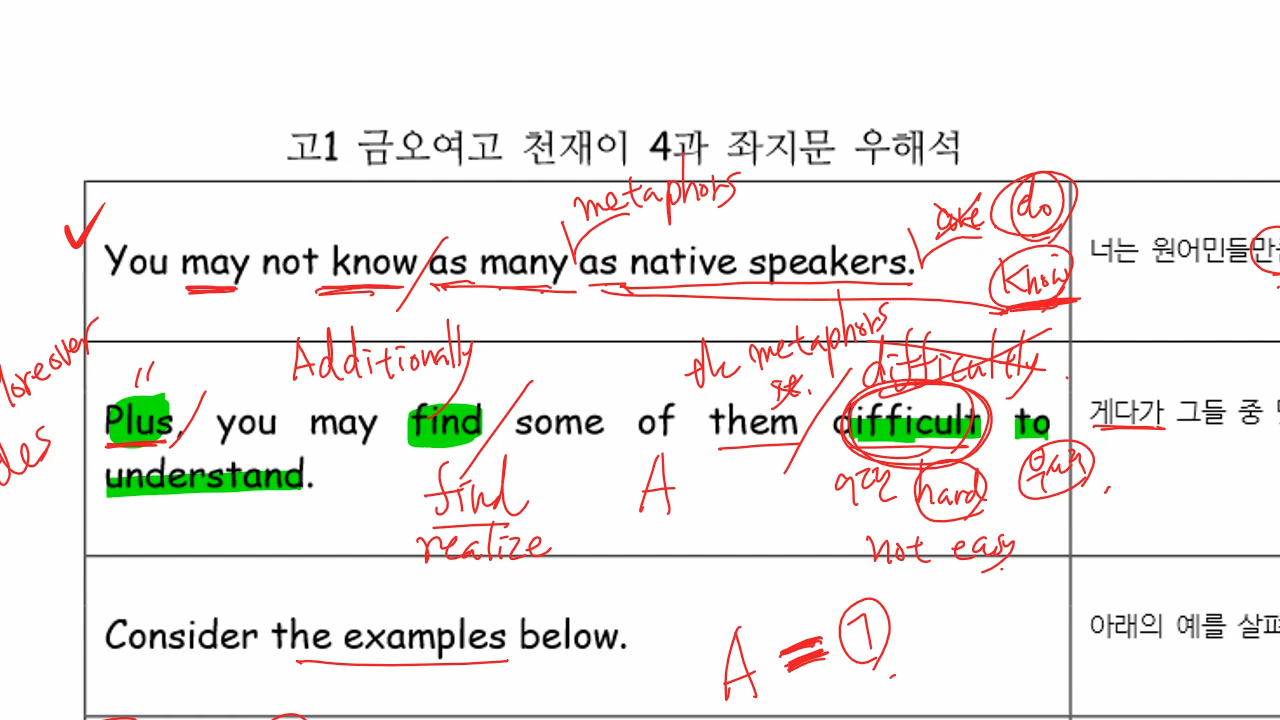 고1 금오여고 천재이 4과 좌지문 우해석
metaphors
do
You may not know as many as native speakers.
너는 원어민들만큼
know
Moreover
Additionally
the metaphors
difficultly
"
Plus, you may find some of them difficult to
게다가 그들 중
understand.
find
A
hard
realize
not easy
Consider the examples below.
아래의 예를 살펴
A = ㄱ